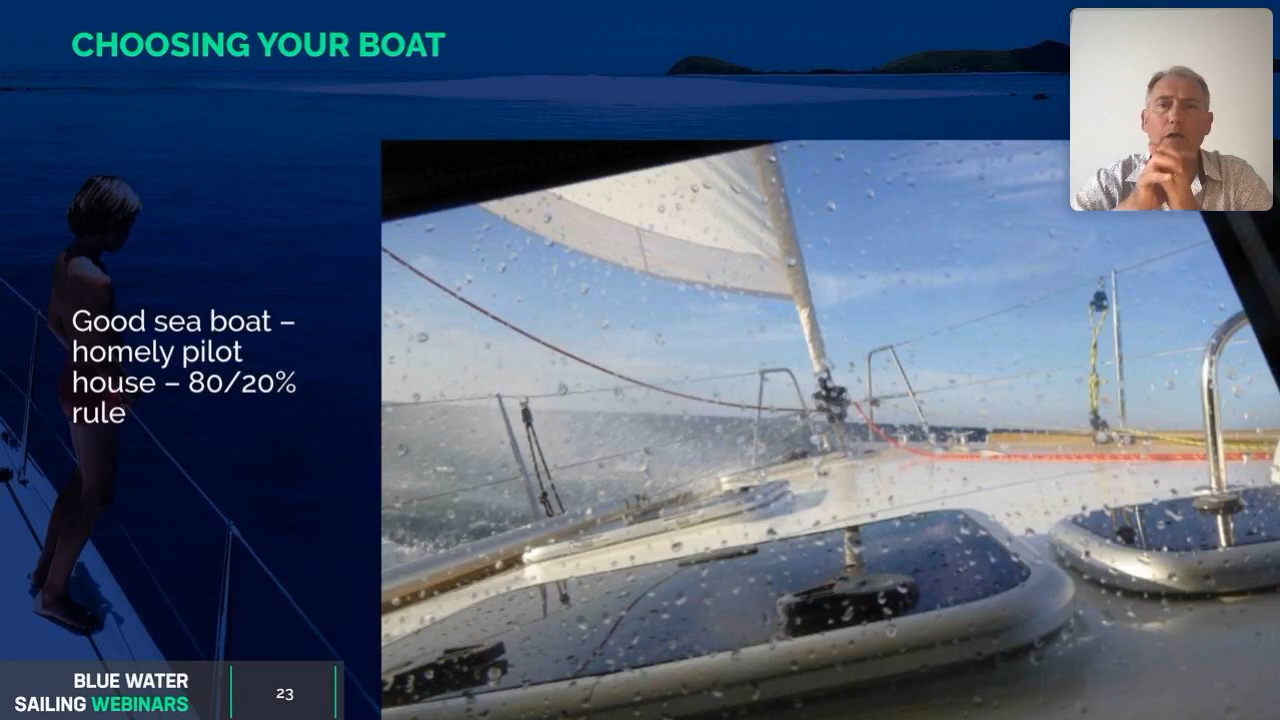 CHOOSING YOUR BOAT
Good sea boat –
homely pilot
house – 80/20%
rule
BLUE WATER
SAILING WEBINARS
23